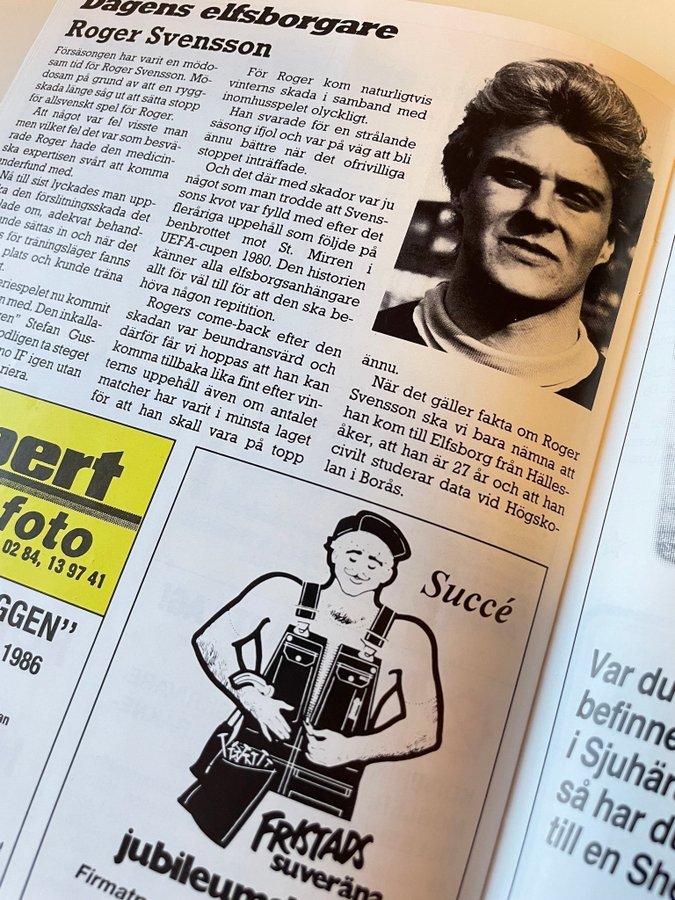 Dagens elfsborgare
Roger Svensson
Försäsongen har varit en mödo-
sam tid för Roger Svensson. Mö-
dosam på grund av att en rygg-
skada länge såg ut att sätta stopp
för allsvenskt spel för Roger.
Att något var fel visste man
men vilket fel det var som besvä-
rade Roger hade den medicin-
ska expertisen svårt att komma
underfund med.
Nå till sist lyckades man upp-
den förslitningsskada det
lade om, adekvat behand-
sättas in och när det
för träningsläger fanns
plats och kunde träna
eriespelet nu kommit
med. Den inkalla-
Stefan Gus-
odligen ta steget
no IF igen utan
riera.
För Roger kom naturligtvis
vinterns skada i samband med
inomhusspelet olyckligt.
Han svarade för en strålande
säsong ifjol och var på väg att bli
ännu bättre när det ofrivilliga
stoppet inträffade.
Och det där med skador var ju
något som man trodde att Svens-
sons kvot var fylld med efter det
fleråriga uppehåll som följde på
benbrottet mot St. Mirren i
UEFA-cupen 1980. Den historien
känner alla elfsborgsanhängare
allt för väl till för att den ska be-
höva någon repitition.
Rogers come-back efter den
skadan var beundransvärd och
därför får vi hoppas att han kan
komma tillbaka lika fint efter vin-
terns uppehåll även om antalet
matcher har varit i minsta laget
för att han skall vara på topp
ännu.
När det gäller fakta om Roger
Svensson ska vi bara nämna att
han kom till Elfsborg från Hälles-
åker, att han är 27 år och att han
civilt studerar data vid Högsko-
lan i Borås.
foto
02 84, 13 97 41
GGEN”
1986
Succé
FRISTADS
suveräna
Var du
befinne
i Sjuhär
så har du
till en She